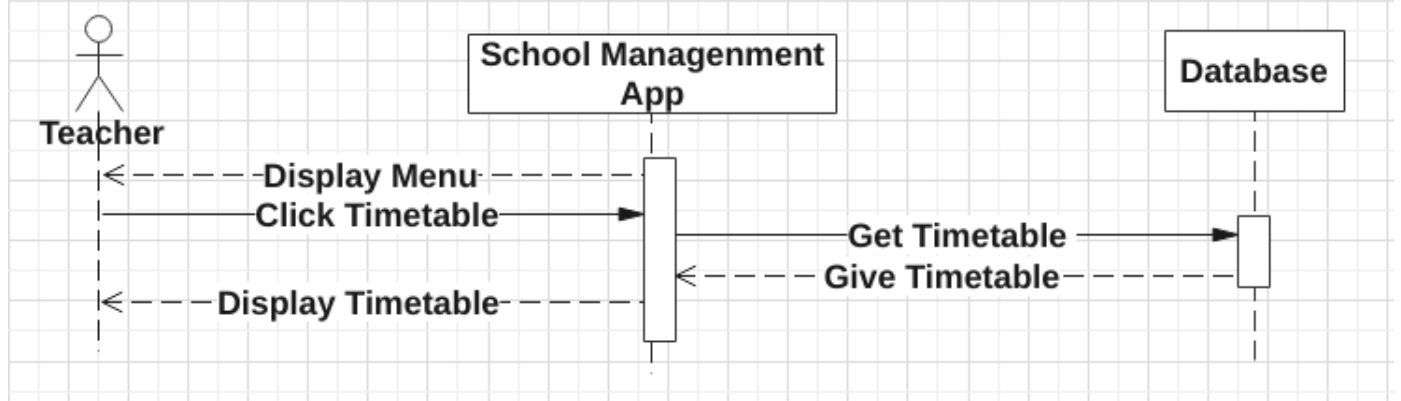 School Managenment
App
Database
Teacher
Display Menu
Click Timetable
Get Timetable
Give Timetable
Display Timetable